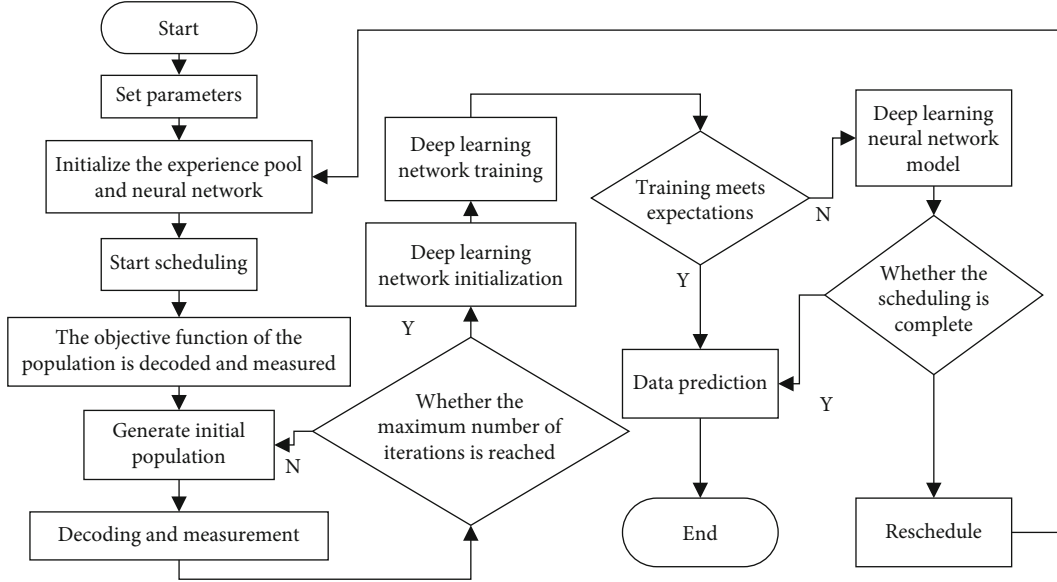 Start
Set parameters
Initialize the experience pool
and neural network
Start scheduling
The objective function of the
population is decoded and measured
Generate initial
population
Decoding and measurement
Deep learning
network training
Deep learning
network initialization
Y
Whether the
maximum number of
iterations is reached
N
Training meets
expectations
N
Y
Data prediction
End
Deep learning
neural network
model
Whether the
scheduling is
complete
Y
Reschedule